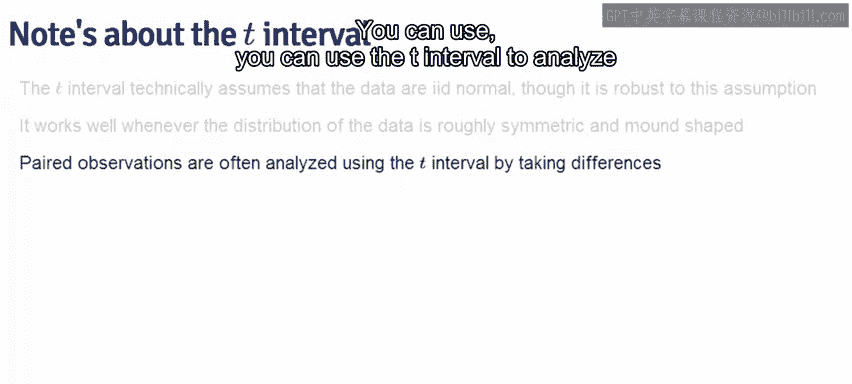 Note's about the t interval
You can use,
you can use the t interval to analyze
The t interval technically assumes that the data are iid normal, though it is robust to this assumption
It works well whenever the distribution of the data is roughly symmetric and mound shaped
Paired observations are often analyzed using the t interval by taking differences
GPT中英字幕课程资源@bilibili.com